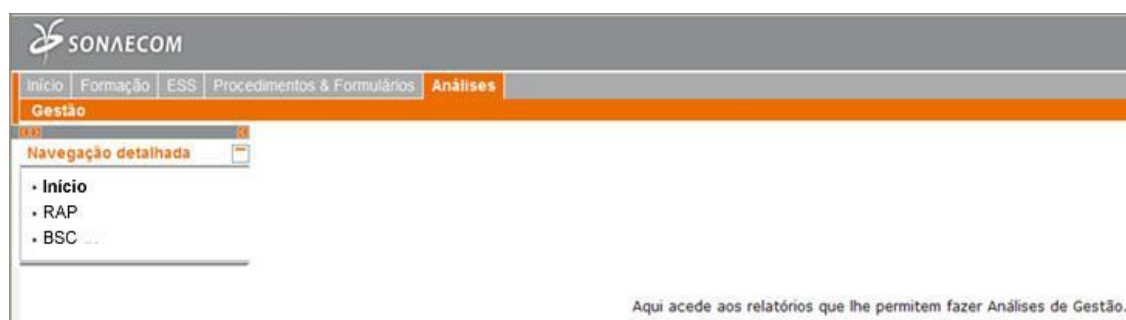 SONAECOM
Início Formação ESS Procedimentos & Formulários Análises
Gestão
Navegação detalhada
• Início
• RAP
• BSC ...
Aqui acede aos relatórios que lhe permitem fazer Análises de Gestão.